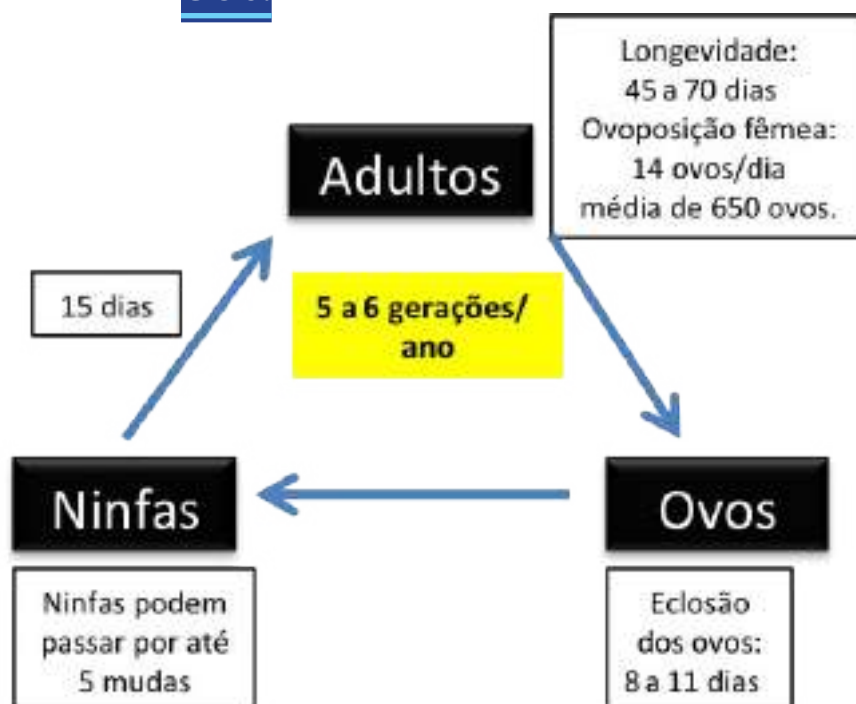 Longevidade:
45 a 70 dias
Ovoposição fêmea:
14 ovos/dia
média de 650 ovos.
Adultos
15 dias
5 a 6 gerações/
ano
Ninfas
Ovos
Ninfas podem
passar por até
5 mudas
Eclosão
dos ovos:
8 a 11 dias